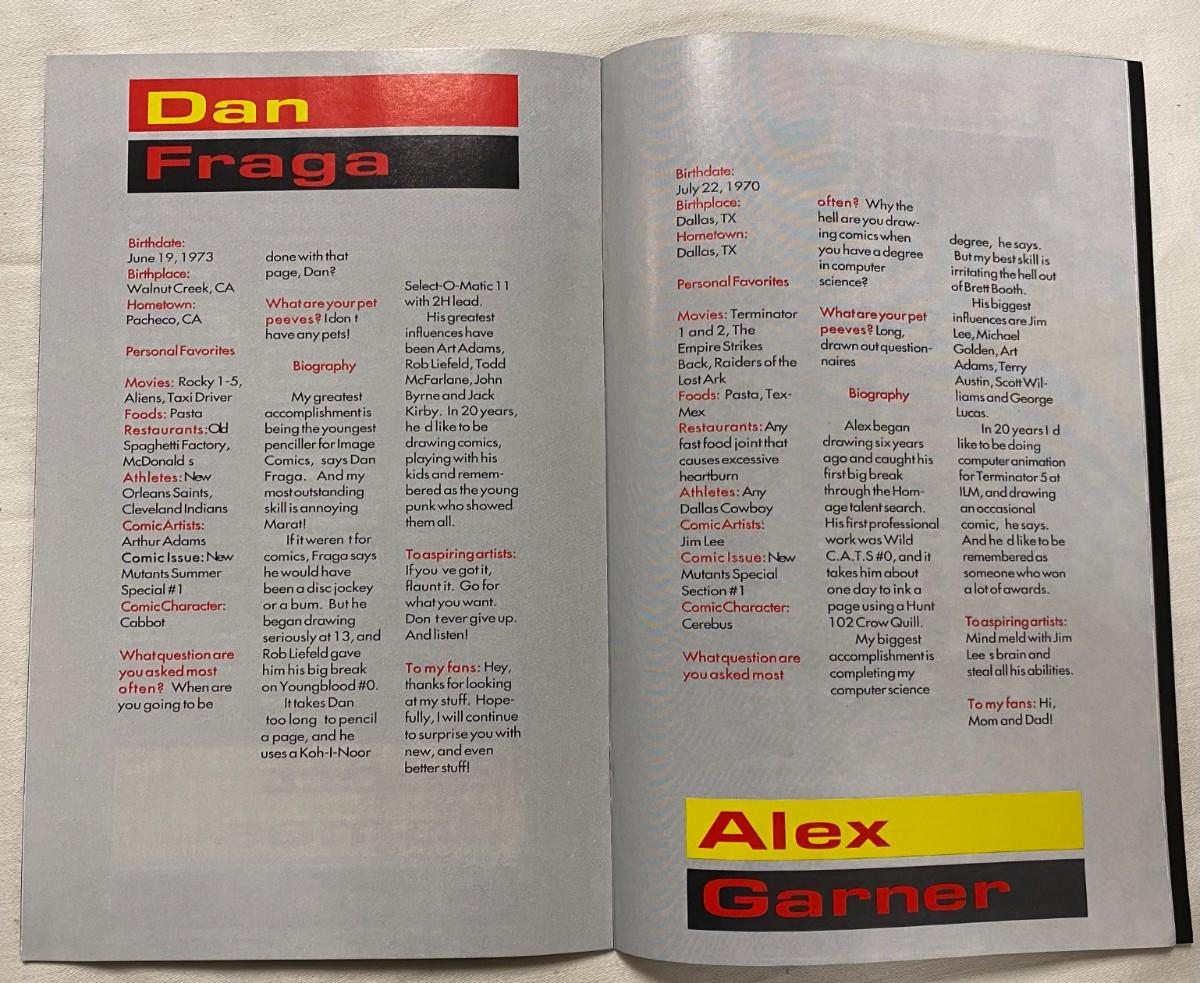 Dan
Fraga
Birthdate:
June 19, 1973
Birthplace:
Walnut Creek, CA
Hometown:
Pacheco, CA
Personal Favorites
Movies: Rocky 1-5,
Aliens, Taxi Driver
Foods: Pasta
Restaurants: Old
Spaghetti Factory,
McDonald s
Athletes: New
Orleans Saints,
Cleveland Indians
Comic Artists:
Arthur Adams
Comic Issue: New
Mutants Summer
Special #1
Comic Character:
Cabbot
What question are
you asked most
often? When are
you going to be
done with that
page, Dan?
What are your pet
peeves? I don t
have any pets!
Biography
My greatest
accomplishment is
being the youngest
penciller for Image
Comics, says Dan
Fraga. And my
most outstanding
skill is annoying
Marat!
If it weren t for
comics, Fraga says
he would have
been a disc jockey
or a bum. But he
began drawing
seriously at 13, and
Rob Liefeld gave
him his big break
on Youngblood #0.
It takes Dan
too long to pencil
a page, and he
uses a Koh-I-Noor
Select-O-Matic 11
with 2H lead.
His greatest
influences have
been Art Adams,
Rob Liefeld, Todd
McFarlane, John
Byrne and Jack
Kirby. In 20 years,
he d like to be
drawing comics,
playing with his
kids and remem-
bered as the young
punk who showed
them all.
To aspiring artists:
If you ve got it,
flaunt it. Go for
what you want.
Don t ever give up.
And listen!
To my fans: Hey,
thanks for looking
at my stuff. Hope-
fully, I will continue
to surprise you with
new, and even
better stuff!
Birthdate:
July 22, 1970
Birthplace:
Dallas, TX
Hometown:
Dallas, TX
Personal Favorites
Movies: Terminator
1 and 2, The
Empire Strikes
Back, Raiders of the
Lost Ark
Foods: Pasta, Tex-
Mex
Restaurants: Any
fast food joint that
causes excessive
heartburn
Athletes: Any
Dallas Cowboy
Comic Artists:
Jim Lee
Comic Issue: New
Mutants Special
Section #1
Comic Character:
Cerebus
What question are
you asked most
often? Why the
hell are you draw-
ing comics when
you have a degree
in computer
science?
What are your pet
peeves? Long,
drawn out question-
naires
Biography
Alex began
drawing six years
ago and caught his
first big break
through the Hom-
age talent search.
His first professional
work was Wild
C.A.T.S #0, and it
takes him about
one day to ink a
page using a Hunt
102 Crow Quill.
My biggest
accomplishment is
completing my
computer science
degree, he says.
But my best skill is
irritating the hell out
of Brett Booth.
His biggest
influences are Jim
Lee, Michael
Golden, Art
Adams, Terry
Austin, Scott Wil-
liams and George
Lucas.
In 20 years I d
like to be doing
computer animation
for Terminator 5 at
ILM, and drawing
an occasional
comic, he says.
And he d like to be
remembered as
someone who won
a lot of awards.
To aspiring artists:
Mind meld with Jim
Lee s brain and
steal all his abilities.
To my fans: Hi,
Mom and Dad!
Alex
Garner